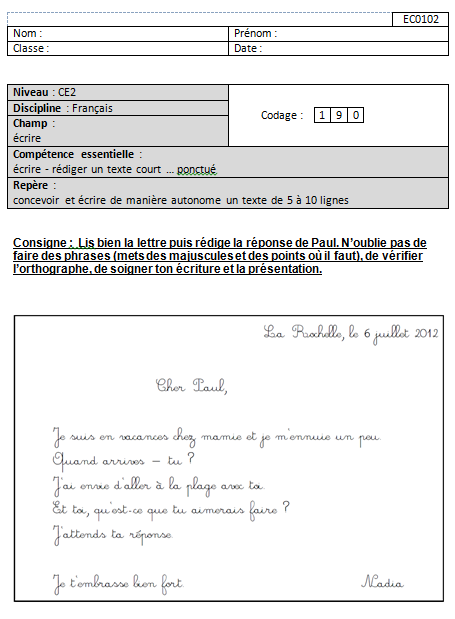 EC0102
Nom :
Prénom :
Classe :
Date :
Niveau : CE2
Discipline : Français
Champ :
écrire
Codage : 1 9 0
Compétence essentielle :
écrire - rédiger un texte court … ponctué
Repère :
concevoir et écrire de manière autonome un texte de 5 à 10 lignes
Consigne : Lis bien la lettre puis rédige la réponse de Paul. N'oublie pas de
faire des phrases (mets des majuscules et des points où il faut), de vérifier
l'orthographe, de soigner ton écriture et la présentation.
La Rochelle, le 6 juillet 2012
Cher Paul,
Je suis en vacances chez mamie et je m'ennuie un peu.
Quand arrives – tu ?
J'ai envie d'aller à la plage avec toi.
Et toi, qu'est-ce que tu aimerais faire ?
J'attends ta réponse.
Je t'embrasse bien fort. Nadia